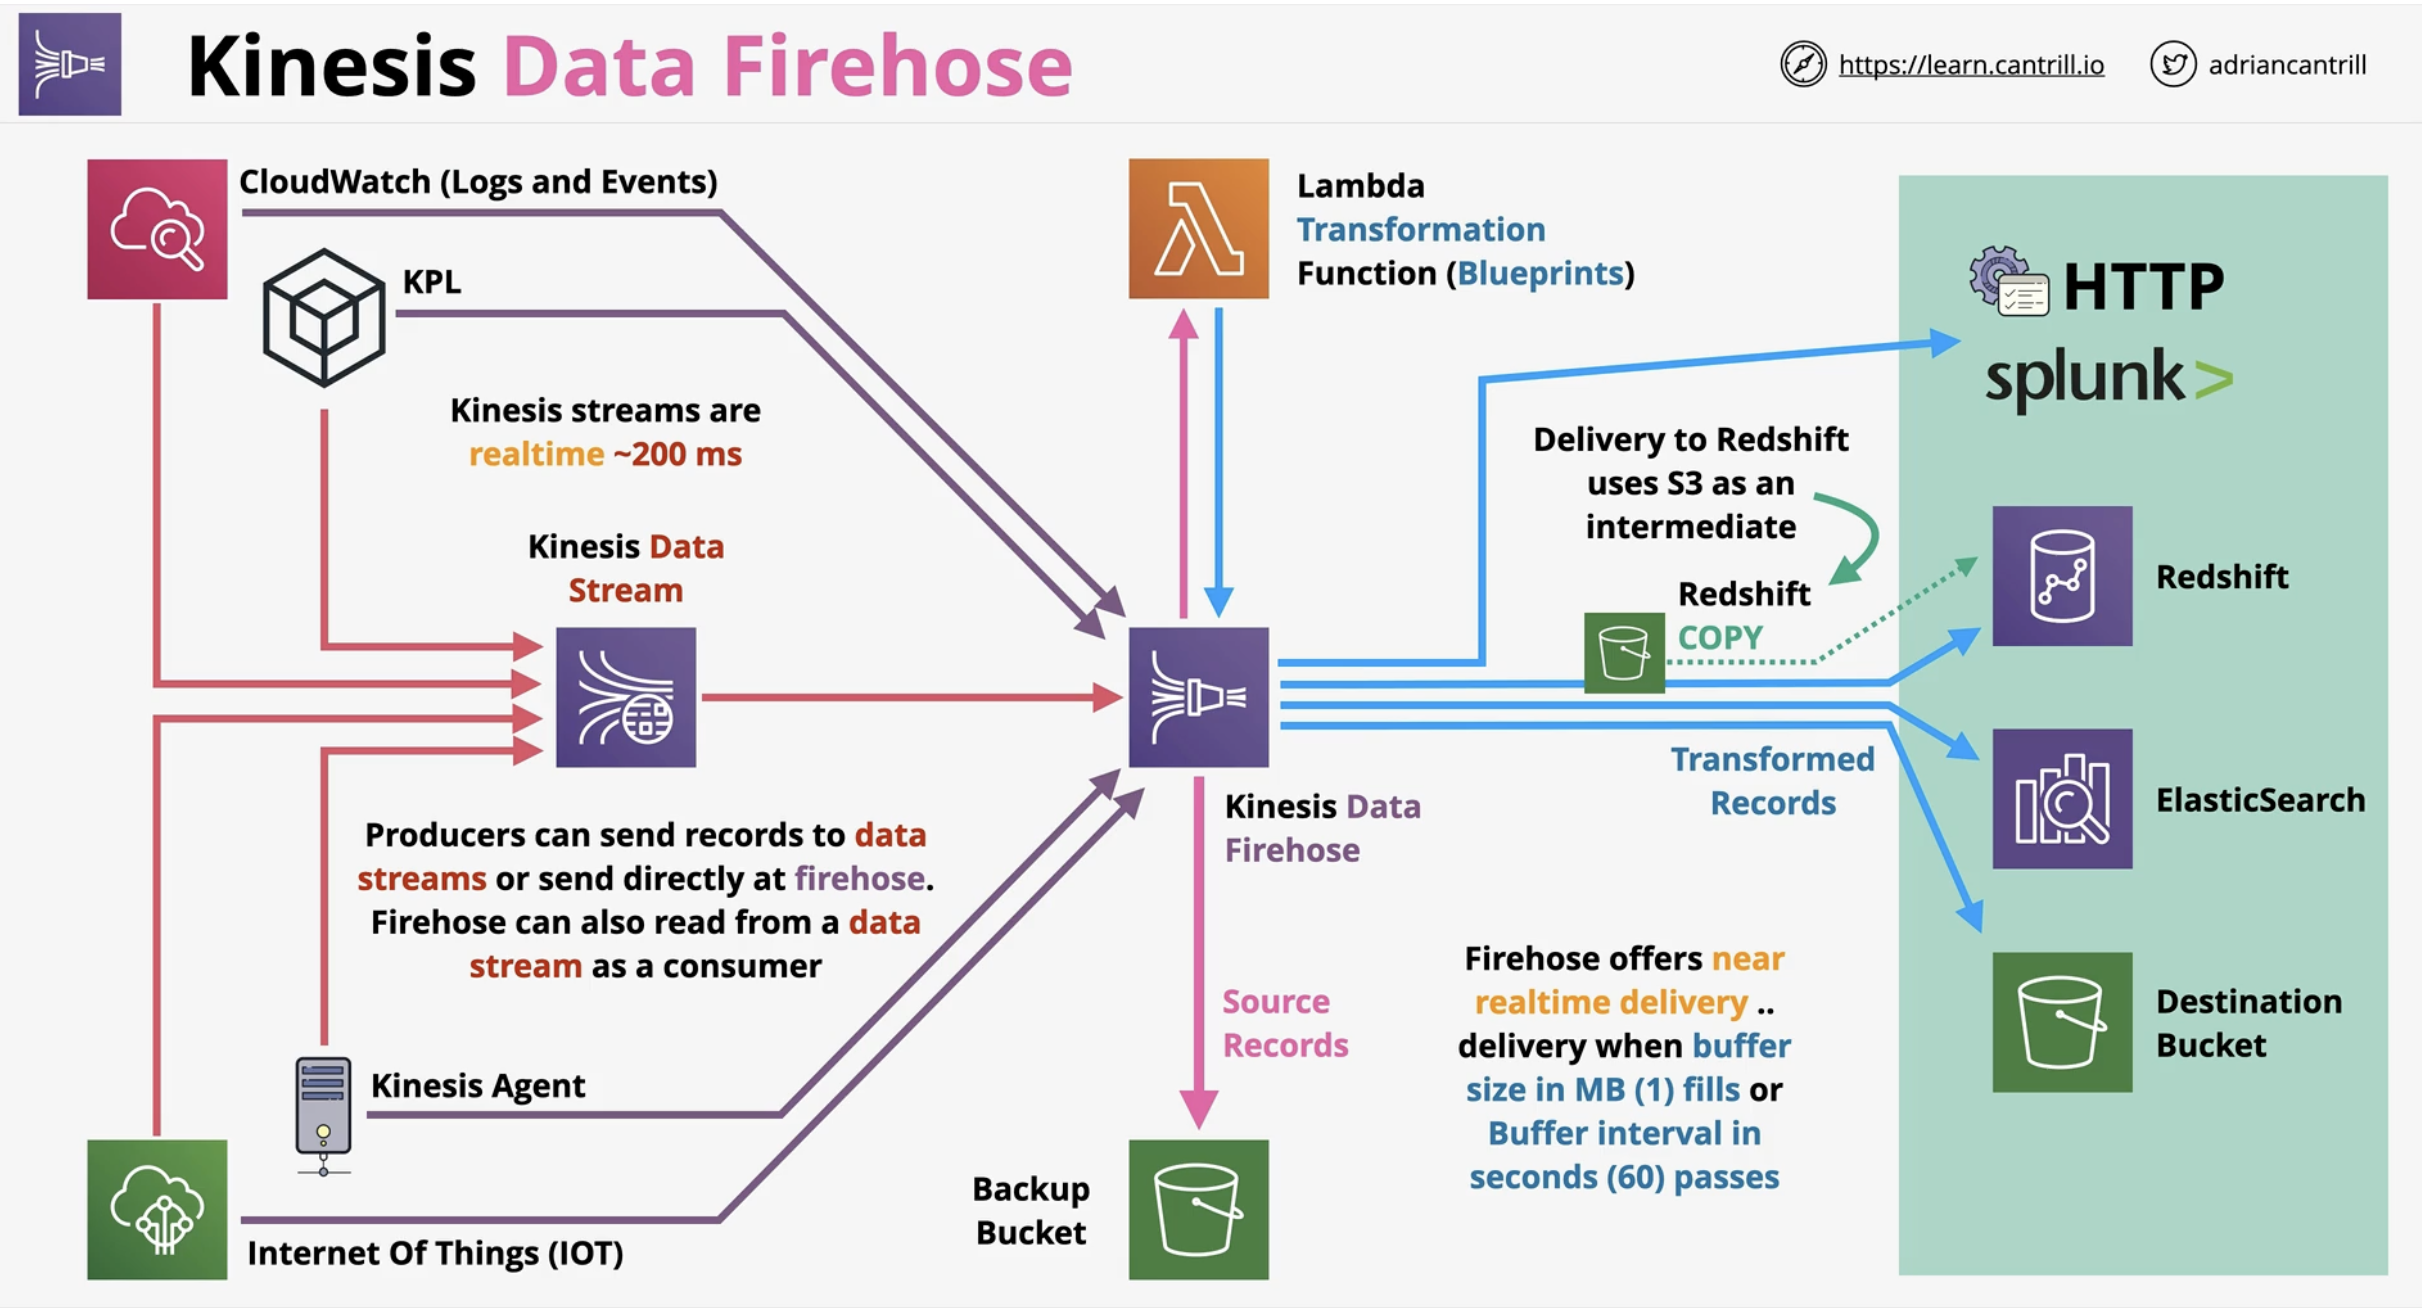 Kinesis Data Firehose
https://learn.cantrill.io
adriancantrill
CloudWatch (Logs and Events)
KPL
Kinesis streams are
realtime ~200 ms
Kinesis Data
Stream
Producers can send records to data
streams or send directly at firehose.
Firehose can also read from a data
stream as a consumer
Kinesis Agent
Internet Of Things (IOT)
Lambda
Transformation
Function (Blueprints)
Kinesis Data
Firehose
Source
Records
Backup
Bucket
Delivery to Redshift
uses S3 as an
intermediate
Redshift
COPY
Transformed
Records
Firehose offers near
realtime delivery ..
delivery when buffer
size in MB (1) fills or
Buffer interval in
seconds (60) passes
HTTP
splunk>
Redshift
ElasticSearch
Destination
Bucket